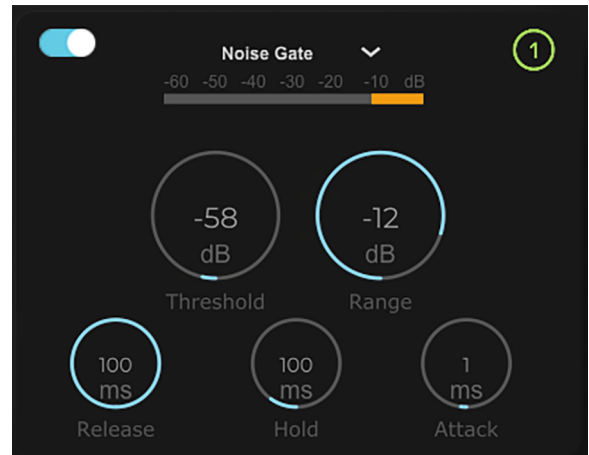 Noise Gate
1
-60 -50 -40 -30 -20 -10 dB
-58
dB
Threshold
-12
dB
Range
100
ms
Release
100
ms
Hold
1
ms
Attack